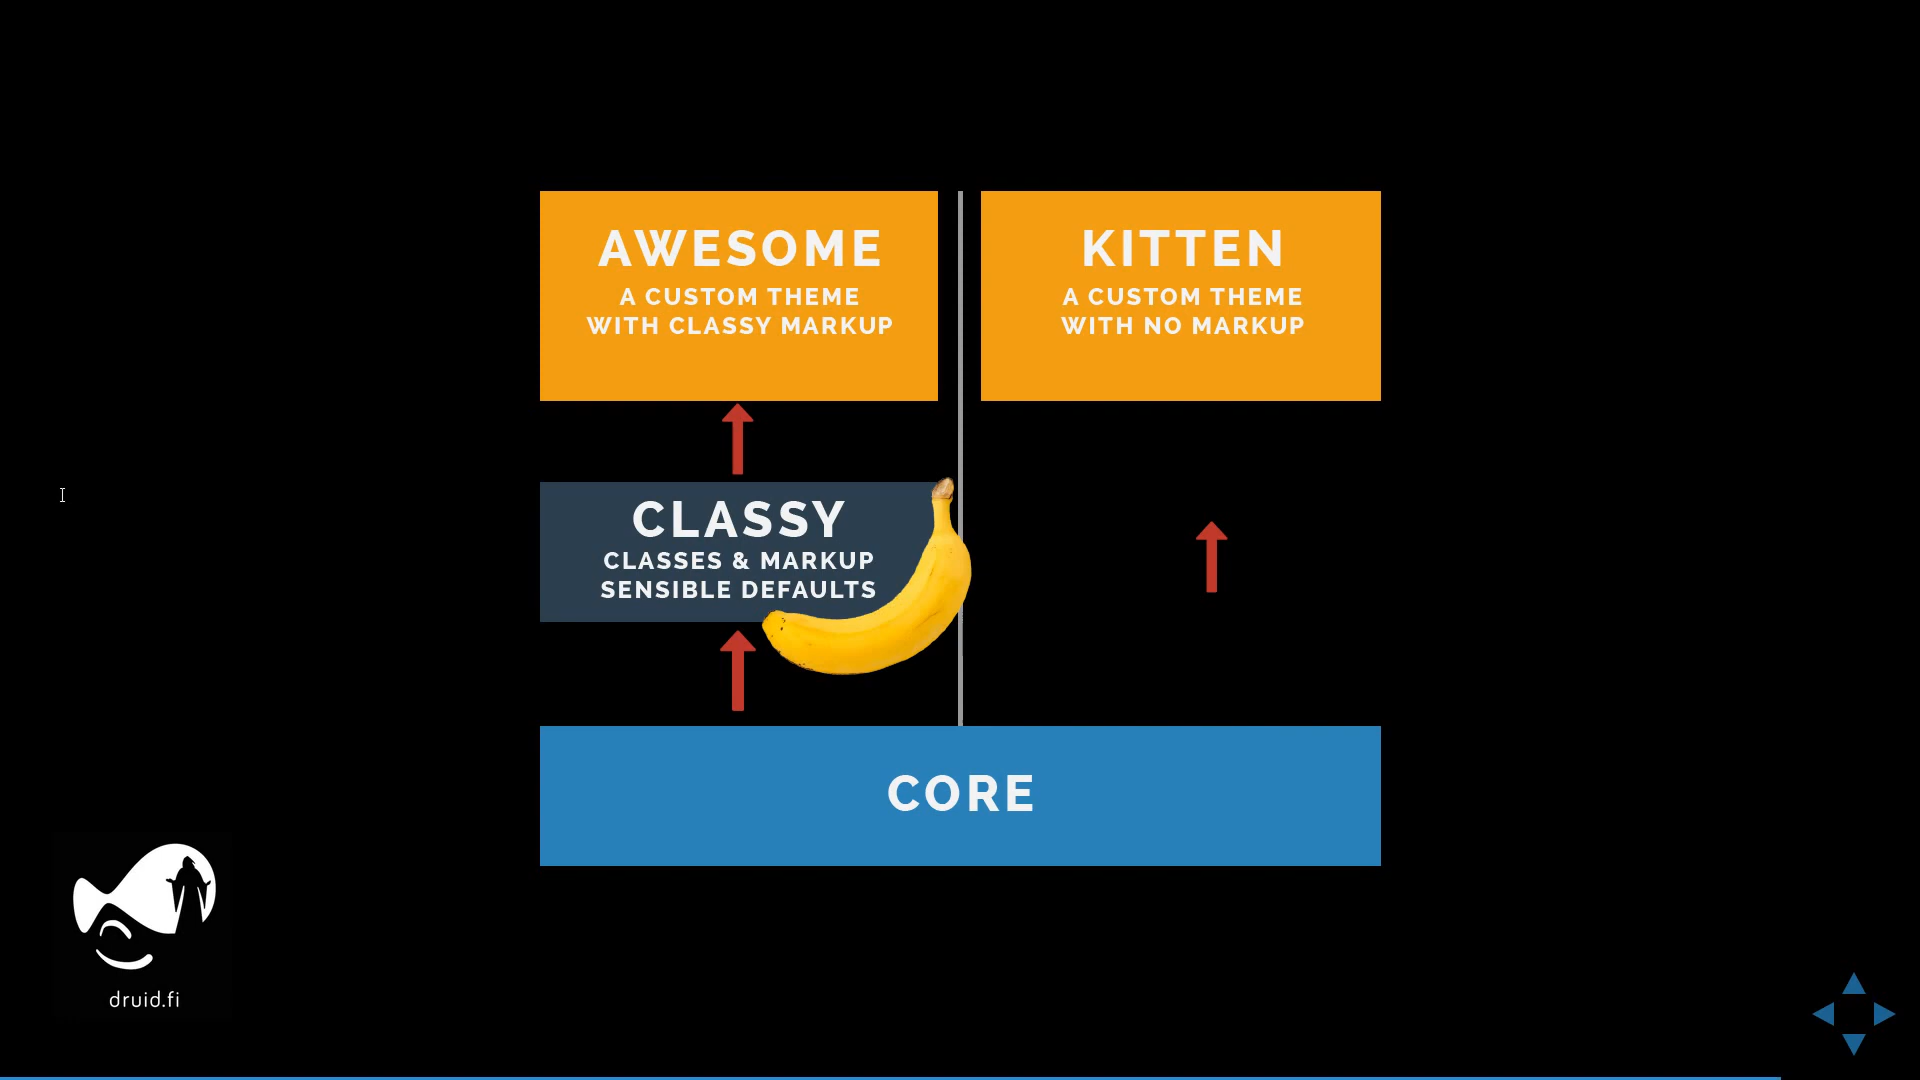 AWESOME
A CUSTOM THEME
WITH CLASSY MARKUP
KITTEN
A CUSTOM THEME
WITH NO MARKUP
CLASSY
CLASSES & MARKUP
SENSIBLE DEFAULTS
CORE
druid.fi